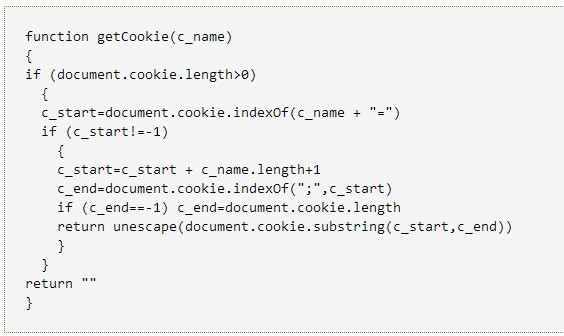 function getCookie(c_name)
{
if (document.cookie.length>0)
  {
  c_start=document.cookie.indexOf(c_name + "=")
  if (c_start!=-1)
    {
    c_start=c_start + c_name.length+1
    c_end=document.cookie.indexOf(";",c_start)
    if (c_end==-1) c_end=document.cookie.length
    return unescape(document.cookie.substring(c_start,c_end))
    }
  }
return ""
}